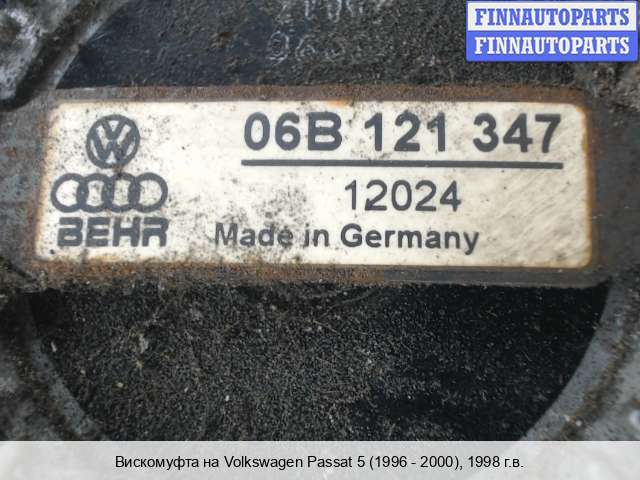 FINNAUTOPARTS
FINNAUTOPARTS
06B 121 347
12024
BEHR
Made in Germany
Вискомуфта на Volkswagen Passat 5 (1996 - 2000), 1998 г.в.